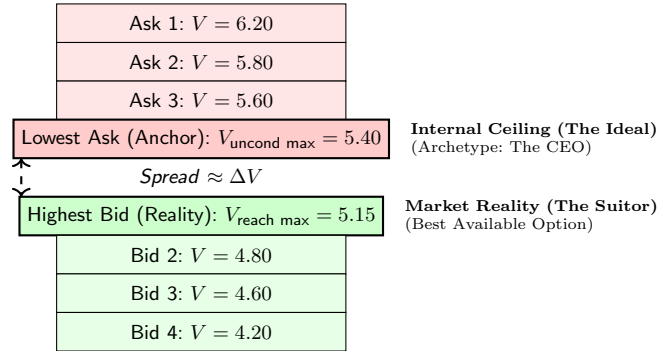 Ask 1: V = 6.20
Ask 2: V = 5.80
Ask 3: V = 5.60
Lowest Ask (Anchor): V_uncond max = 5.40
Internal Ceiling (The Ideal)
(Archetype: The CEO)
Spread ≈ ΔV
Highest Bid (Reality): V_reach max = 5.15
Market Reality (The Suitor)
(Best Available Option)
Bid 2: V = 4.80
Bid 3: V = 4.60
Bid 4: V = 4.20